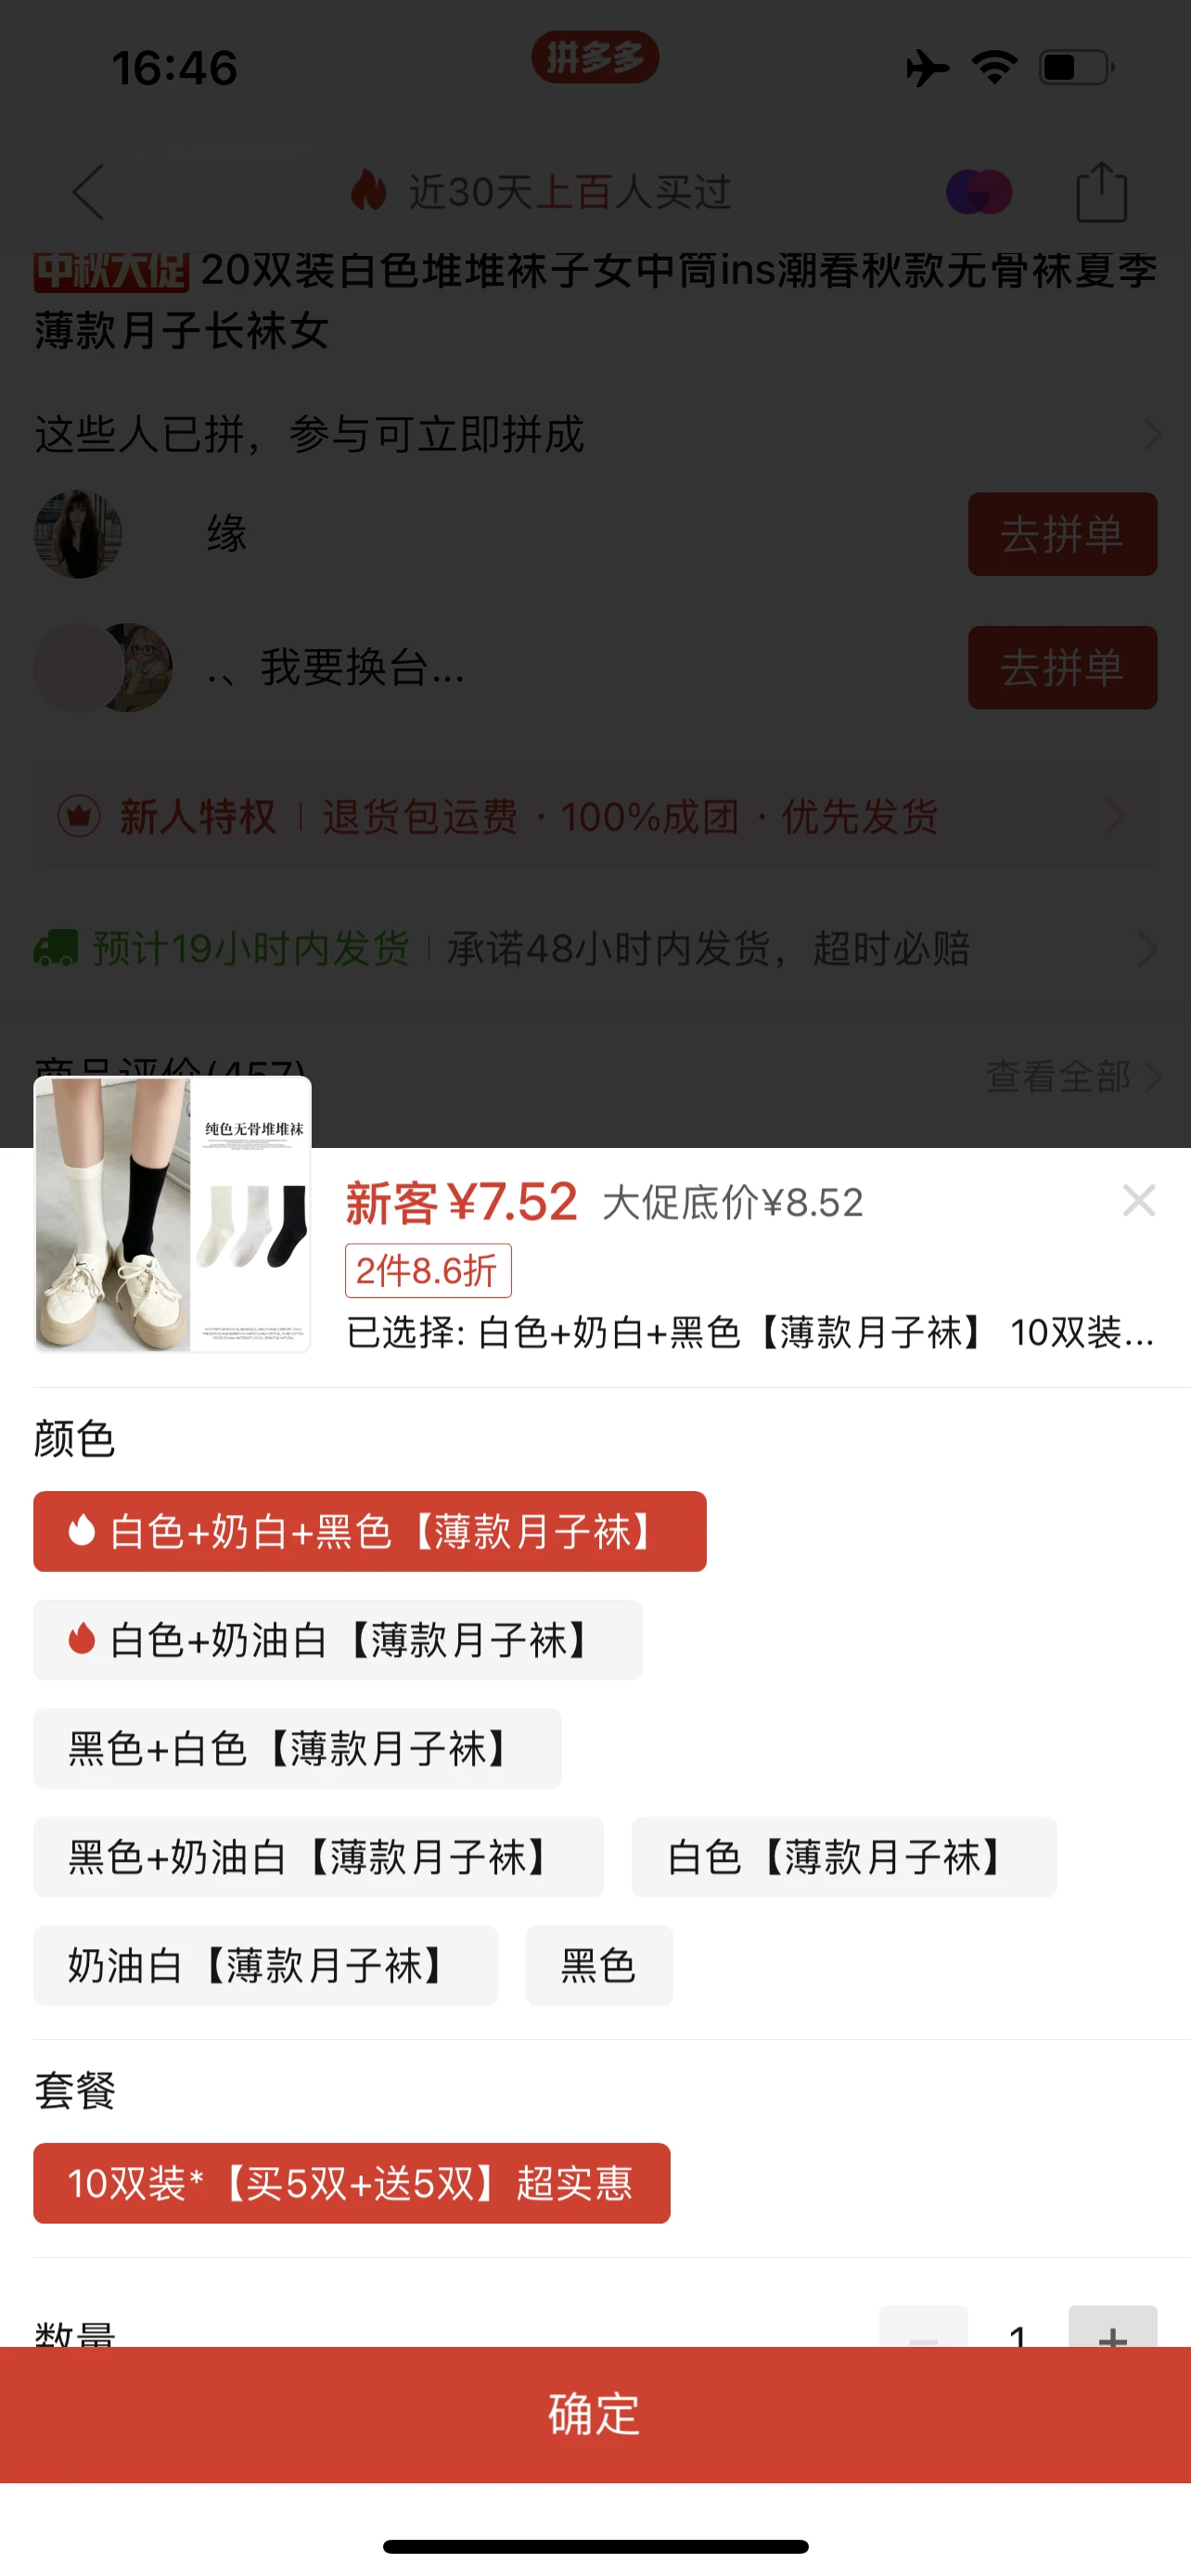 16:46
拼多多
近30天上百人买过
中秋大促 20双装白色堆堆袜子女中筒ins潮春秋款无骨袜夏季
薄款月子长袜女
这些人已拼，参与可立即拼成
缘
去拼单
.、我要换台...
去拼单
新人特权 退货包运费 · 100%成团 · 优先发货
预计19小时内发货 承诺48小时内发货，超时必赔
商品评价(457)
查看全部
纯色无骨堆堆袜
新客 ¥7.52 大促底价¥8.52
2件8.6折
已选择: 白色+奶白+黑色【薄款月子袜】 10双装...
颜色
白色+奶白+黑色【薄款月子袜】
白色+奶油白【薄款月子袜】
黑色+白色【薄款月子袜】
黑色+奶油白【薄款月子袜】
白色【薄款月子袜】
奶油白【薄款月子袜】
黑色
套餐
10双装*【买5双+送5双】超实惠
数量
1
确定